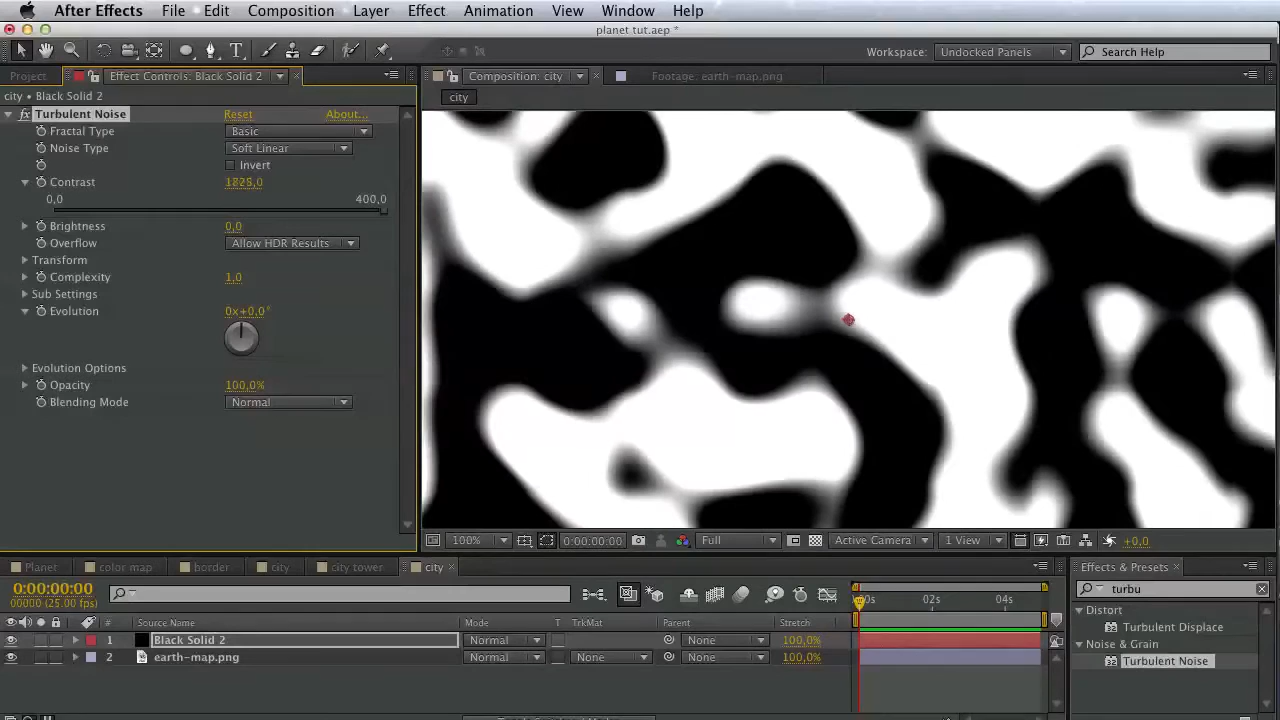 After Effects File Edit Composition Layer Effect Animation View Window Help
planet tut.aep *
Workspace: Undocked Panels Search Help
Project Effect Controls: Black Solid 2 Composition: city Footage: earth-map.png
city • Black Solid 2 city
fx Turbulent Noise Reset About...
Fractal Type Basic
Noise Type Soft Linear
Invert
Contrast 1825,0
0,0 400,0
Brightness 0,0
Overflow Allow HDR Results
Transform
Complexity 1,0
Sub Settings
Evolution 0x+0,0°
Evolution Options
Opacity 100,0%
Blending Mode Normal
100% 0:00:00:00 Full Active Camera 1 View +0,0
Planet color map border city city tower city Effects & Presets
0:00:00:00 turbu
00000 (25.00 fps) 02s 04s
Distort
# Source Name Mode T TrkMat Parent Stretch
Turbulent Displace
1 Black Solid 2 Normal None 100,0%
Noise & Grain
2 earth-map.png Normal None None 100,0%
Turbulent Noise